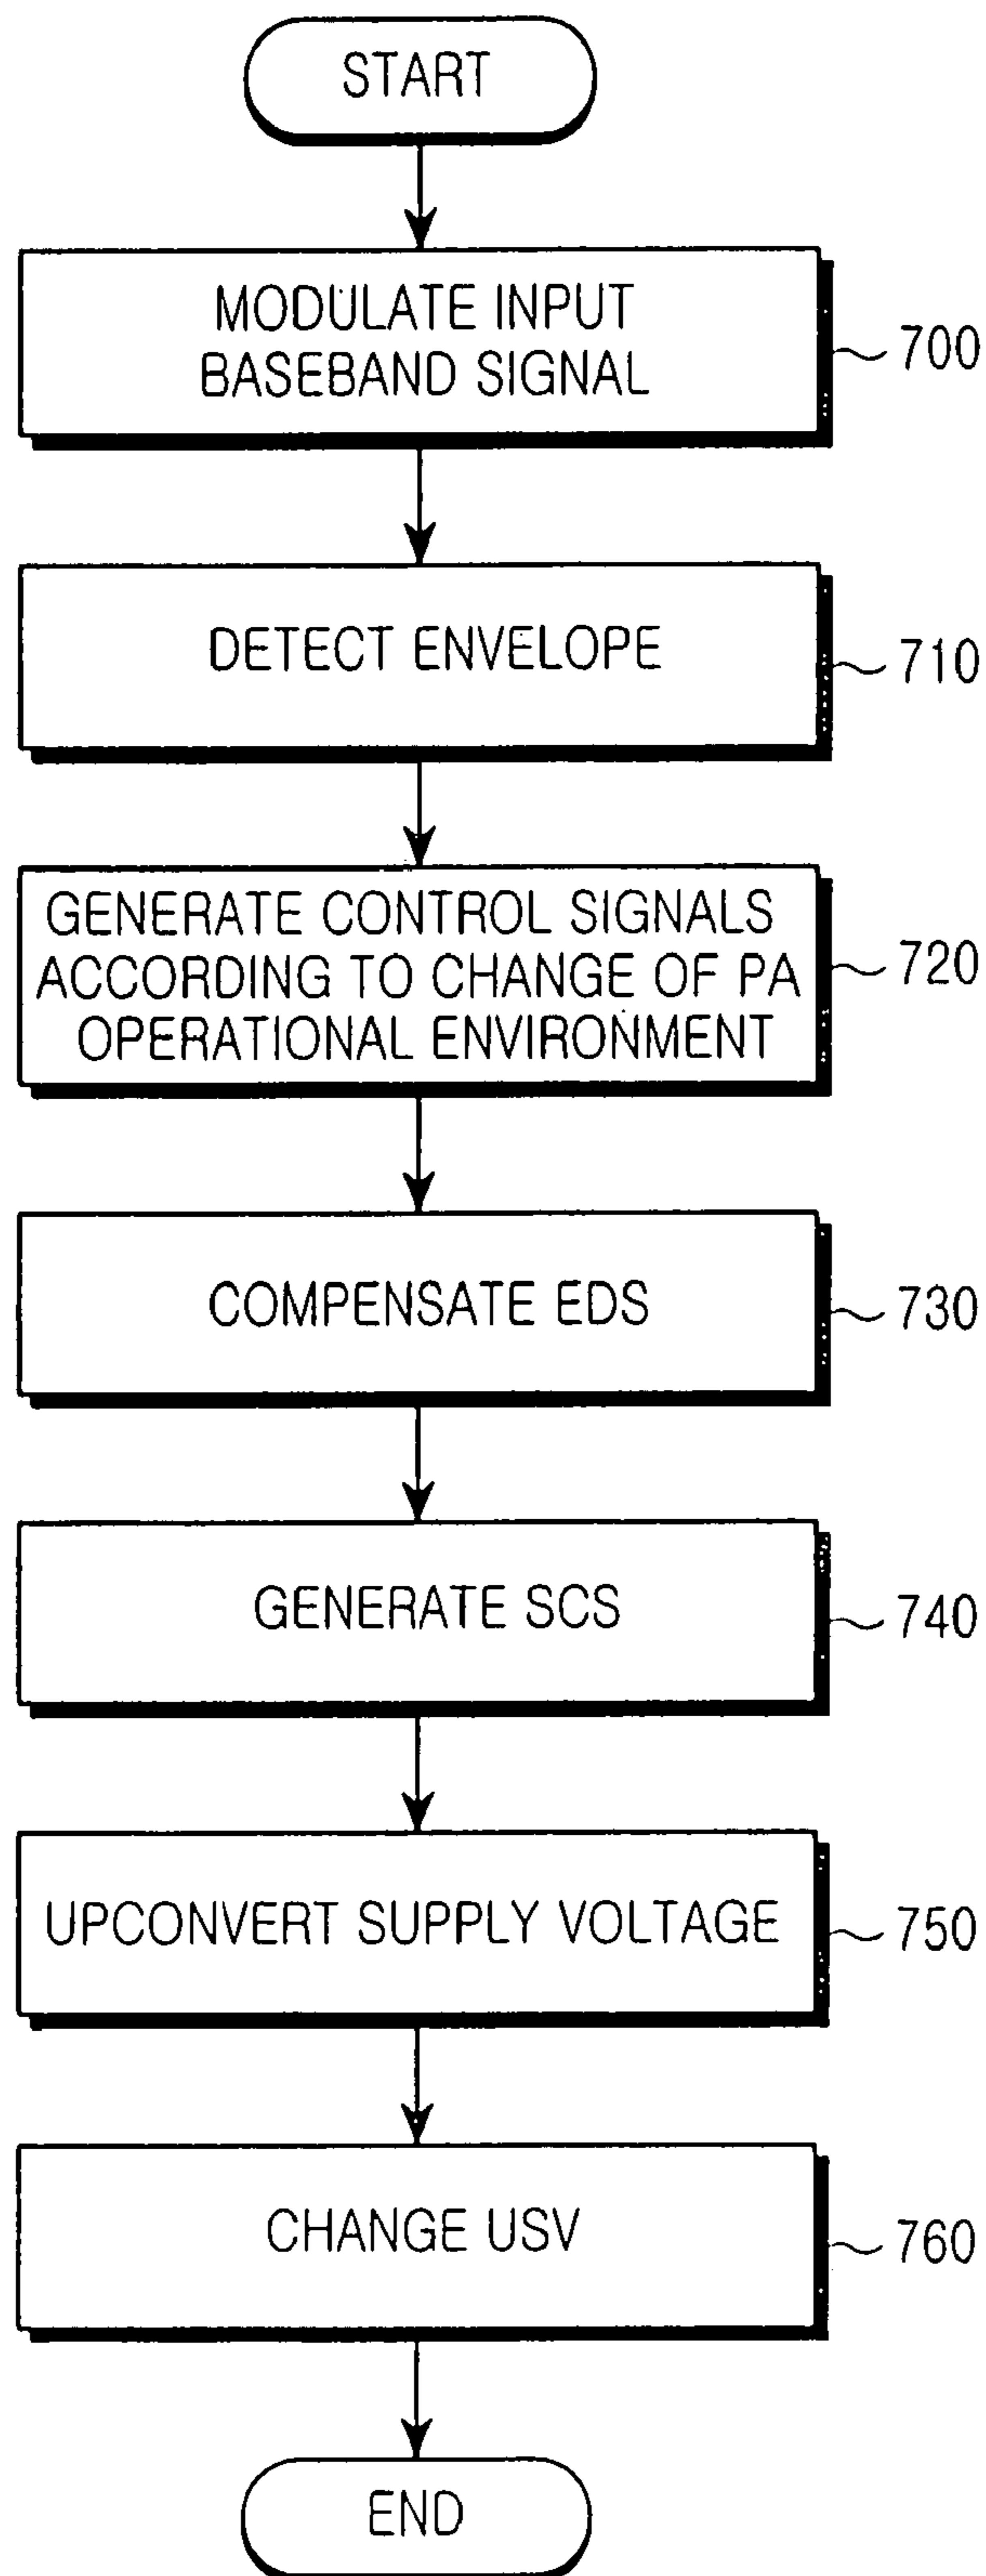 START
MODULATE INPUT
BASEBAND SIGNAL
700
DETECT ENVELOPE
710
GENERATE CONTROL SIGNALS
ACCORDING TO CHANGE OF PA
OPERATIONAL ENVIRONMENT
720
COMPENSATE EDS
730
GENERATE SCS
740
UPCONVERT SUPPLY VOLTAGE
750
CHANGE USV
760
END